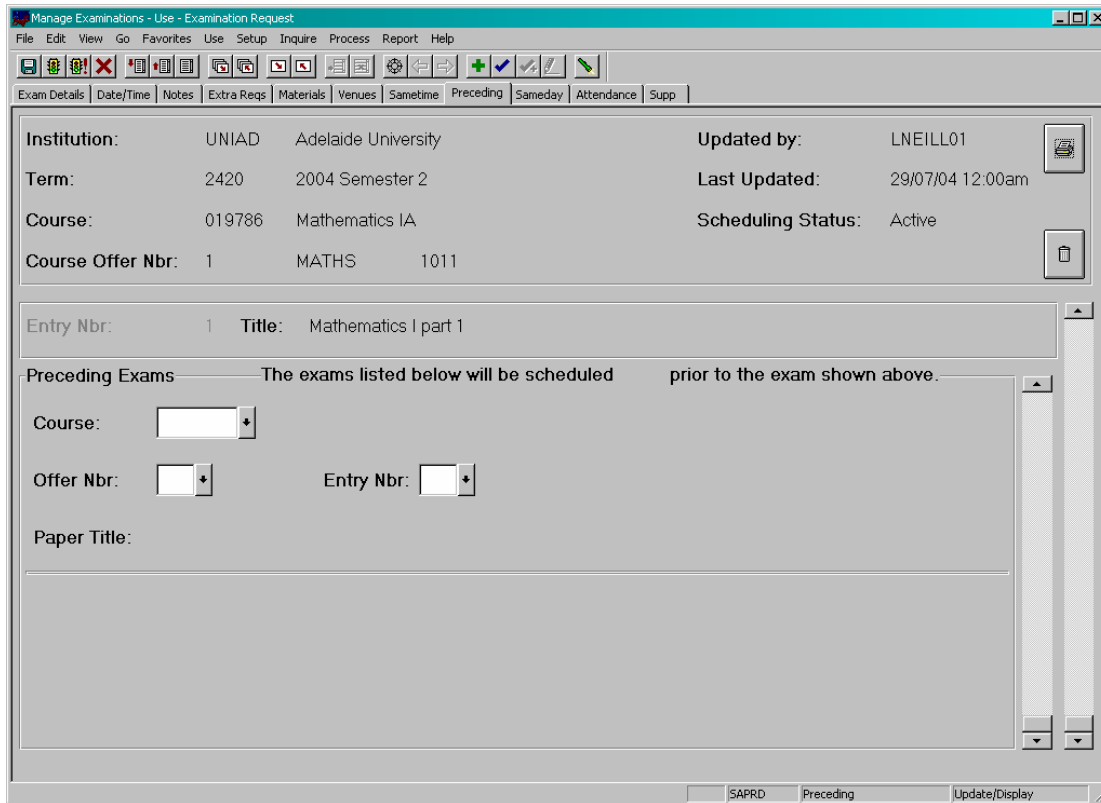 Manage Examinations - Use - Examination Request
File Edit View Go Favorites Use Setup Inquire Process Report Help
Exam Details Date/Time Notes Extra Reqs Materials Venues Sametime Preceding Sameday Attendance Supp
Institution: UNIAD Adelaide University Updated by: LNEILL01
Term: 2420 2004 Semester 2 Last Updated: 29/07/04 12:00am
Course: 019786 Mathematics IA Scheduling Status: Active
Course Offer Nbr: 1 MATHS 1011
Entry Nbr: 1 Title: Mathematics I part 1
Preceding Exams The exams listed below will be scheduled prior to the exam shown above.
Course:
Offer Nbr: Entry Nbr:
Paper Title:
SAPRD Preceding Update/Display